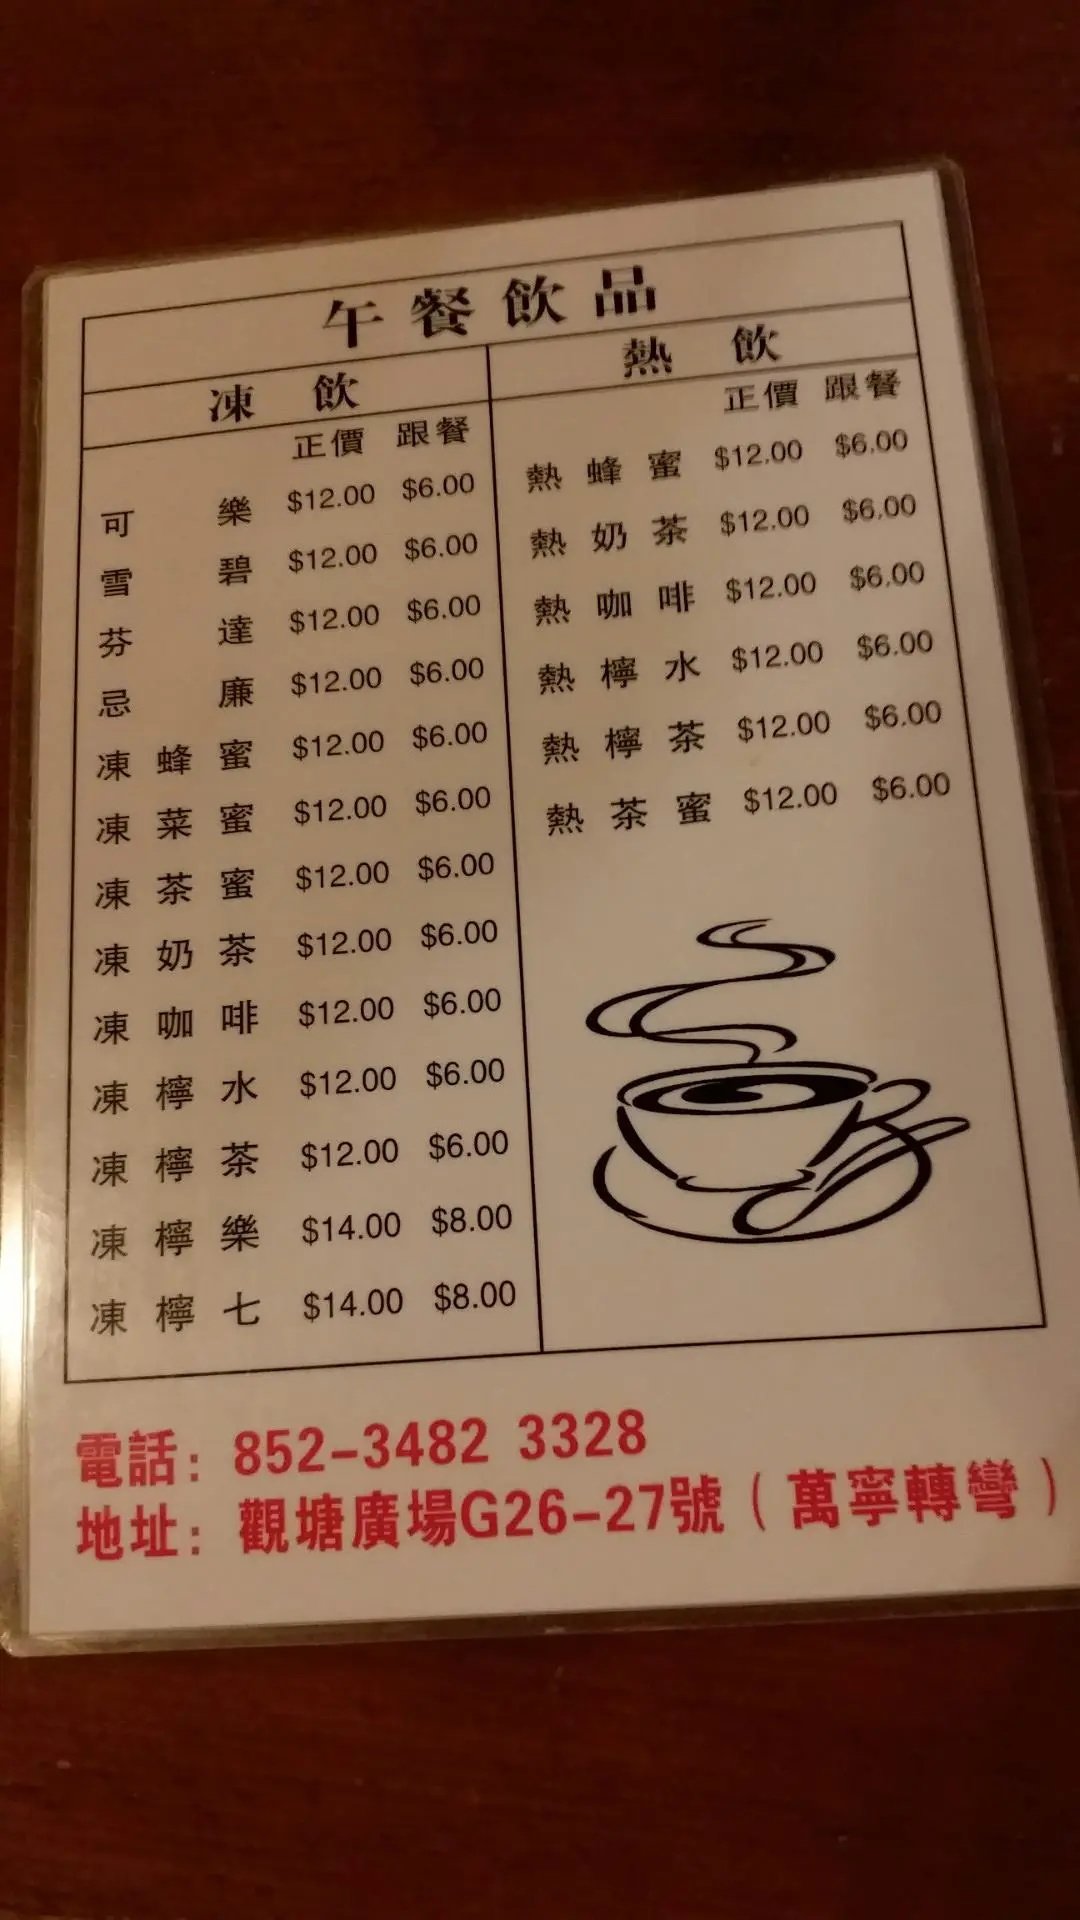 午餐飲品
凍飲
正價 跟餐
可樂 $12.00 $6.00
雪碧 $12.00 $6.00
芬達 $12.00 $6.00
忌廉 $12.00 $6.00
凍蜂蜜 $12.00 $6.00
凍菜蜜 $12.00 $6.00
凍茶蜜 $12.00 $6.00
凍奶茶 $12.00 $6.00
凍咖啡 $12.00 $6.00
凍檸水 $12.00 $6.00
凍檸茶 $12.00 $6.00
凍檸樂 $14.00 $8.00
凍檸七 $14.00 $8.00
熱飲
正價 跟餐
熱蜂蜜 $12.00 $6.00
熱奶茶 $12.00 $6.00
熱咖啡 $12.00 $6.00
熱檸水 $12.00 $6.00
熱檸茶 $12.00 $6.00
熱茶蜜 $12.00 $6.00
電話: 852-3482 3328
地址: 觀塘廣場G26-27號(萬寧轉彎)